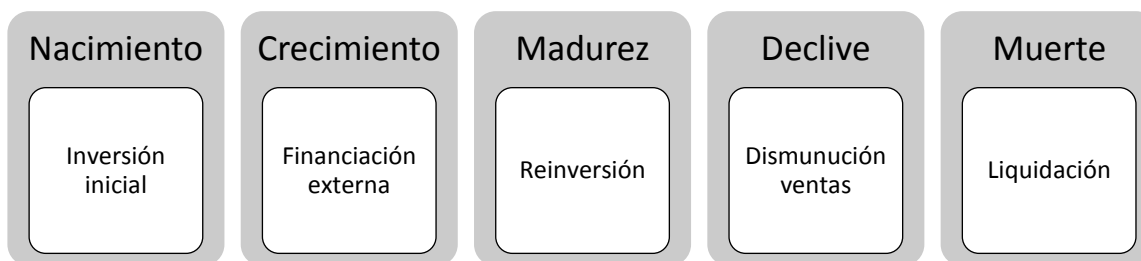 Nacimiento
Inversión
inicial
Crecimiento
Financiación
externa
Madurez
Reinversión
Declive
Dismunución
ventas
Muerte
Liquidación